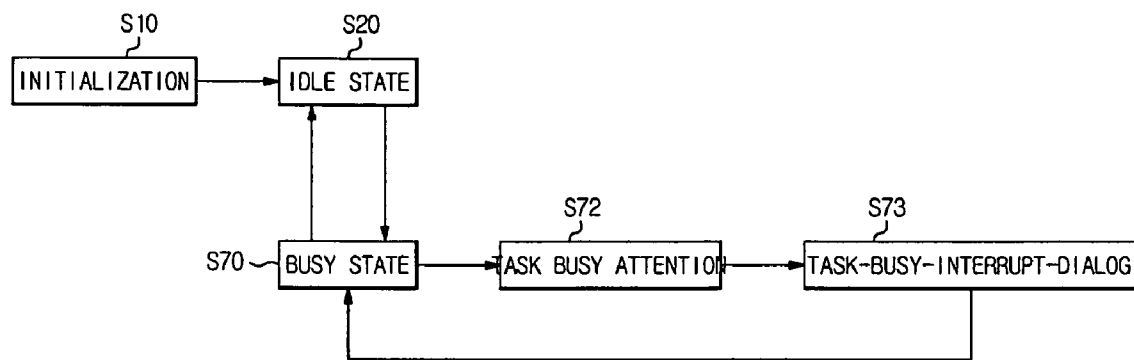 S10
S20
INITIALIZATION
IDLE STATE
S72
S73
S70
BUSY STATE
TASK BUSY ATTENTION
TASK-BUSY-INTERRUPT-DIALOG